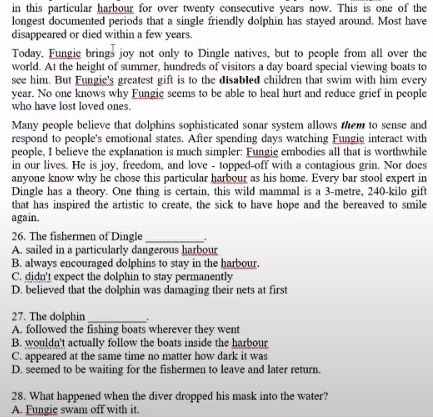 in this particular harbour for over twenty consecutive years now. This is one of the
longest documented periods that a single friendly dolphin has stayed around. Most have
disappeared or died within a few years.
Today, Fungie brings joy not only to Dingle natives, but to people from all over the
world. At the height of summer, hundreds of visitors a day board special viewing boats to
see him. But Fungie's greatest gift is to the disabled children that swim with him every
year. No one knows why Fungie seems to be able to heal hurt and reduce grief in people
who have lost loved ones.
Many people believe that dolphins sophisticated sonar system allows them to sense and
respond to people's emotional states. After spending days watching Fungie interact with
people, I believe the explanation is much simpler: Fungie embodies all that is worthwhile
in our lives. He is joy, freedom, and love - topped-off with a contagious grin. Nor does
anyone know why he chose this particular harbour as his home. Every bar stool expert in
Dingle has a theory. One thing is certain, this wild mammal is a 3-metre, 240-kilo gift
that has inspired the artistic to create, the sick to have hope and the bereaved to smile
again.
26. The fishermen of Dingle __________.
A. sailed in a particularly dangerous harbour
B. always encouraged dolphins to stay in the harbour.
C. didn't expect the dolphin to stay permanently
D. believed that the dolphin was damaging their nets at first
27. The dolphin __________.
A. followed the fishing boats wherever they went
B. wouldn't actually follow the boats inside the harbour
C. appeared at the same time no matter how dark it was
D. seemed to be waiting for the fishermen to leave and later return.
28. What happened when the diver dropped his mask into the water?
A. Fungie swam off with it.